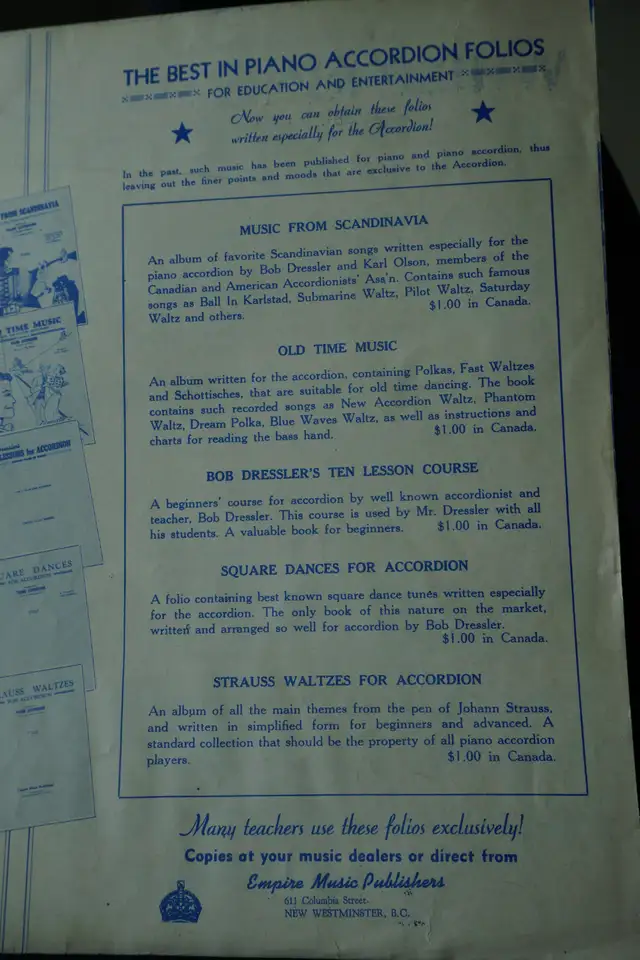 THE BEST IN PIANO ACCORDION FOLIOS
FOR EDUCATION AND ENTERTAINMENT
Now you can obtain these folios
written especially for the Accordion!
In the past, such music has been published for piano and piano accordion, thus
leaving out the finer points and moods that are exclusive to the Accordion.
MUSIC FROM SCANDINAVIA
An album of favorite Scandinavian songs written especially for the
piano accordion by Bob Dressler and Karl Olson, members of the
Canadian and American Accordionists' Ass'n. Contains such famous
songs as Ball In Karlstad, Submarine Waltz, Pilot Waltz, Saturday
Waltz and others. $1.00 in Canada.
OLD TIME MUSIC
An album written for the accordion, containing Polkas, Fast Waltzes
and Schottisches, that are suitable for old time dancing. The book
contains such recorded songs as New Accordion Waltz, Phantom
Waltz, Dream Polka, Blue Waves Waltz, as well as instructions and
charts for reading the bass hand. $1.00 in Canada.
BOB DRESSLER'S TEN LESSON COURSE
A beginners' course for accordion by well known accordionist and
teacher, Bob Dressler. This course is used by Mr. Dressler with all
his students. A valuable book for beginners. $1.00 in Canada.
SQUARE DANCES FOR ACCORDION
A folio containing best known square dance tunes written especially
for the accordion. The only book of this nature on the market,
written and arranged so well for accordion by Bob Dressler.
$1.00 in Canada.
STRAUSS WALTZES FOR ACCORDION
An album of all the main themes from the pen of Johann Strauss,
and written in simplified form for beginners and advanced. A
standard collection that should be the property of all piano accordion
players. $1.00 in Canada.
Many teachers use these folios exclusively!
Copies at your music dealers or direct from
Empire Music Publishers
611 Columbia Street
NEW WESTMINSTER, B.C.
FROM SCANDINAVIA
TIME MUSIC
LESSONS for ACCORDION
UARE DANCES
AUSS WALTZES